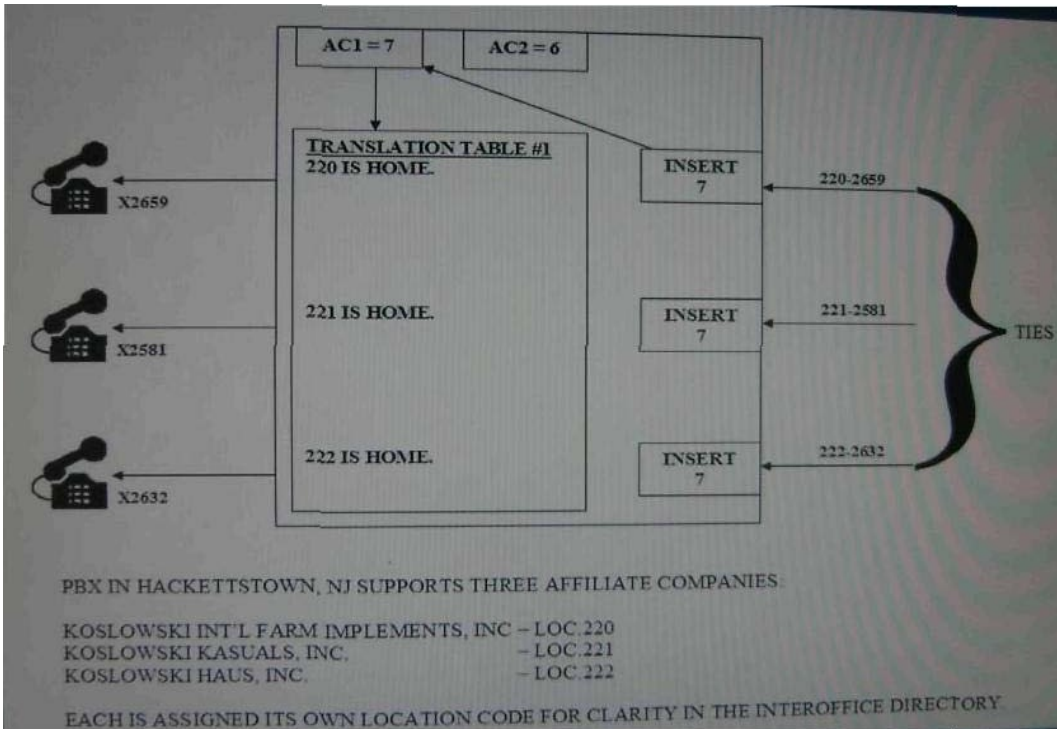 AC1 = 7
AC2 = 6
TRANSLATION TABLE #1
220 IS HOME.
INSERT
7
220-2659
X2659
221 IS HOME.
INSERT
7
221-2581
TIES
X2581
222 IS HOME.
INSERT
7
222-2632
X2632
PBX IN HACKETTSTOWN, NJ SUPPORTS THREE AFFILIATE COMPANIES:
KOSLOWSKI INT'L FARM IMPLEMENTS, INC – LOC.220
KOSLOWSKI KASUALS, INC. – LOC.221
KOSLOWSKI HAUS, INC. – LOC.222
EACH IS ASSIGNED ITS OWN LOCATION CODE FOR CLARITY IN THE INTEROFFICE DIRECTORY.